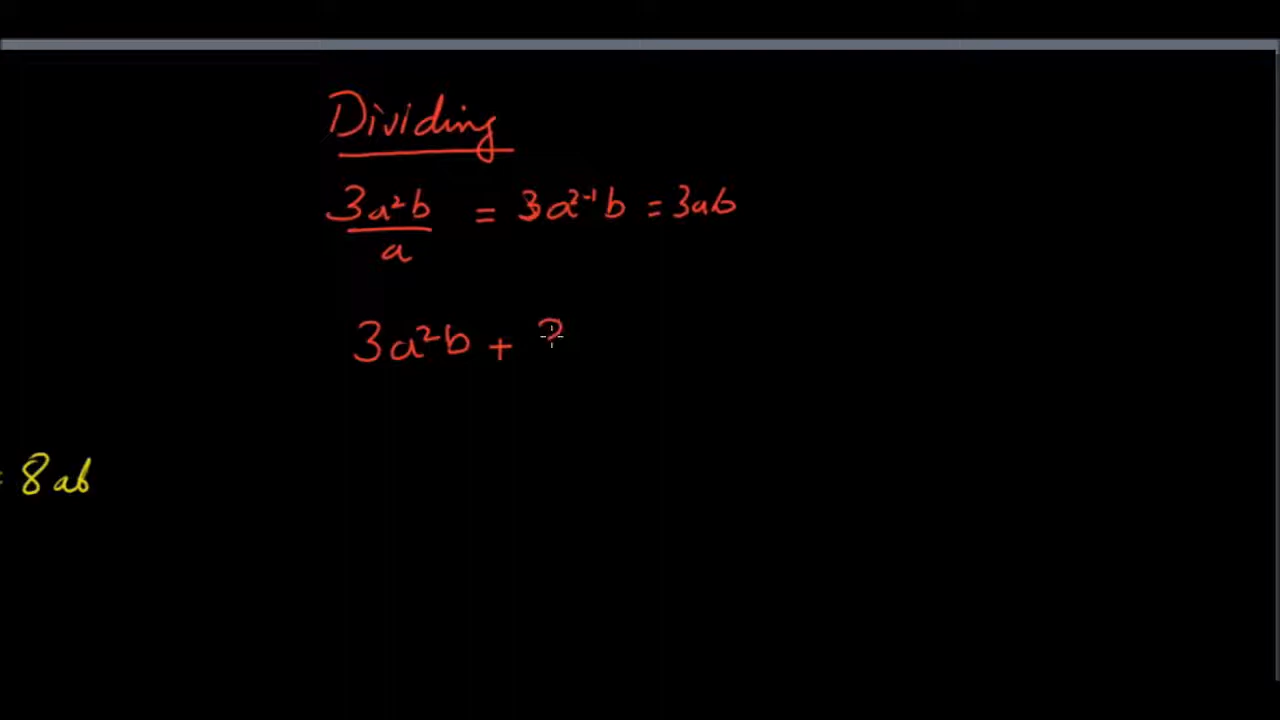 Dividing
3a²b / a = 3a²⁻¹b = 3ab
3a²b +
= 8ab